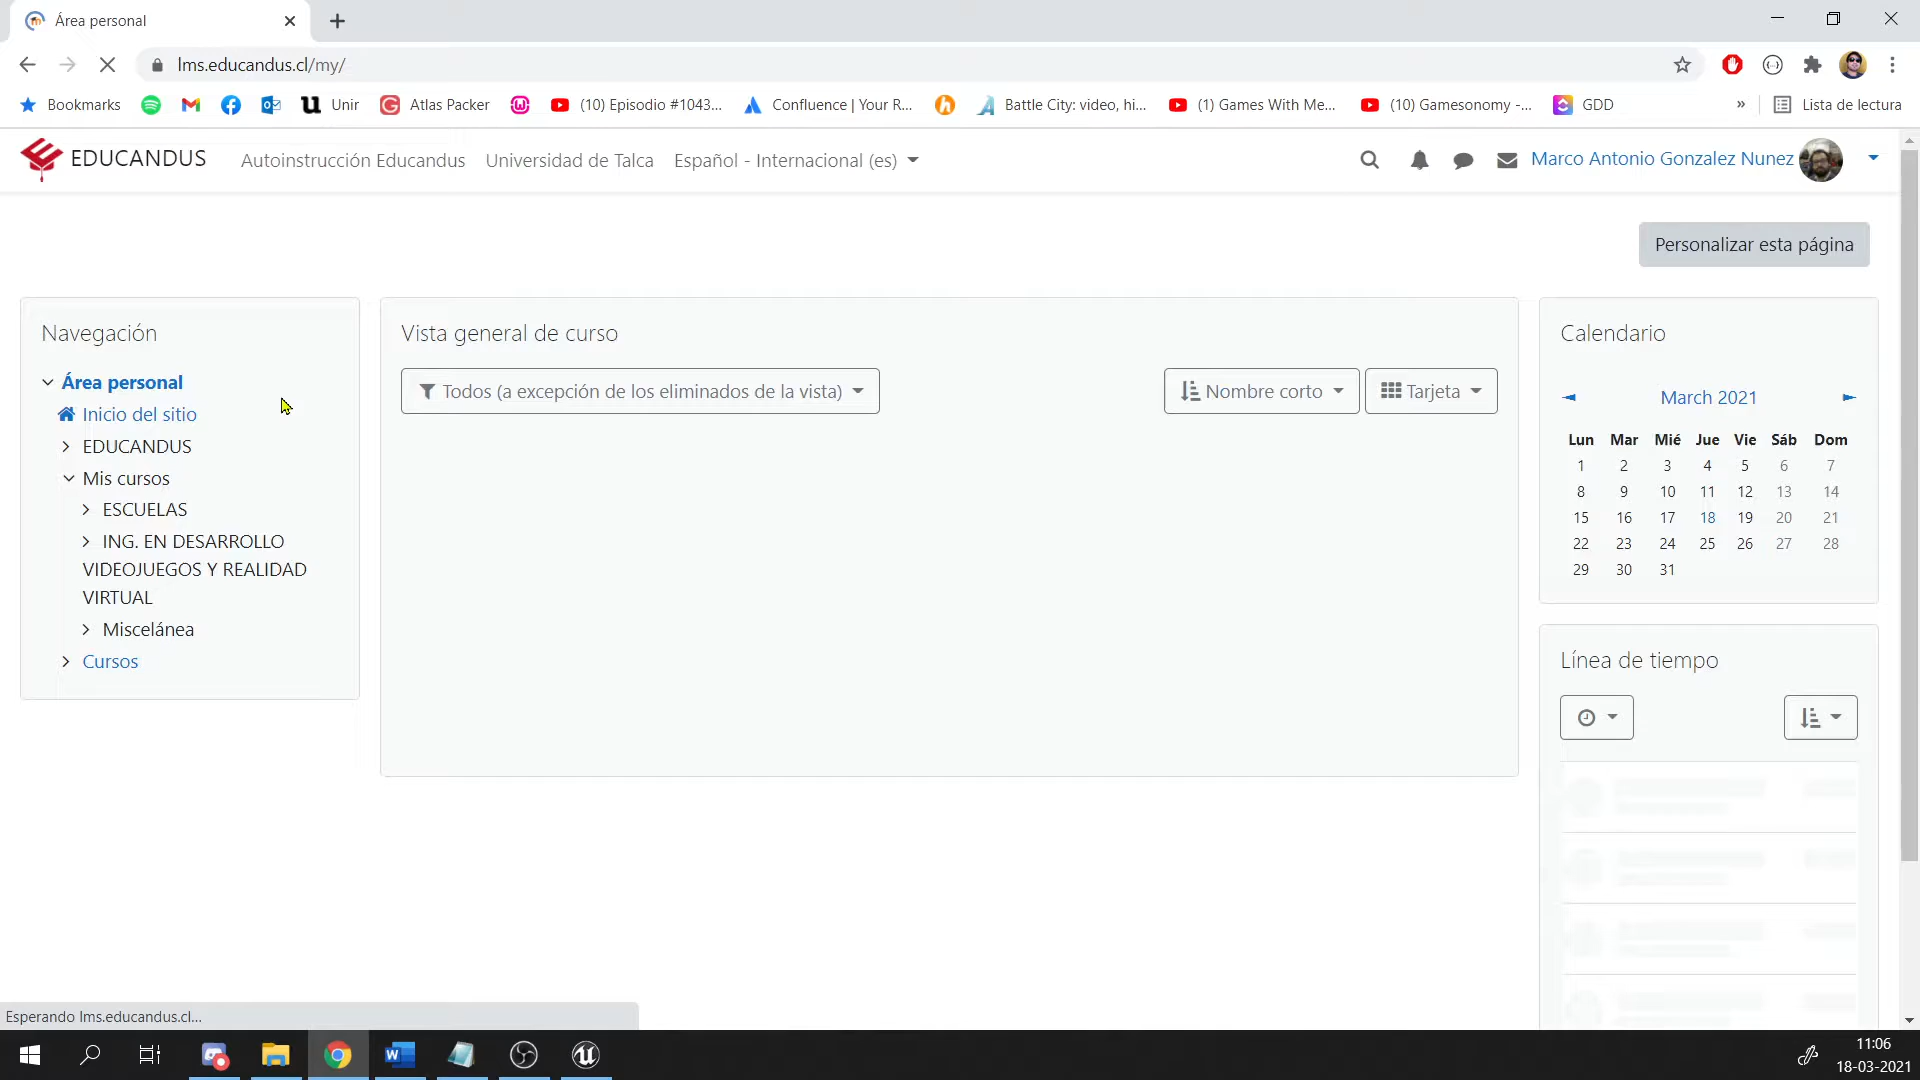 Área personal
lms.educandus.cl/my/
Bookmarks
Unir
Atlas Packer
(10) Episodio #1043...
Confluence | Your R...
Battle City: video, hi...
(1) Games With Me...
(10) Gamesonomy -...
GDD
»
Lista de lectura
EDUCANDUS
Autoinstrucción Educandus
Universidad de Talca
Español - Internacional (es)
Marco Antonio Gonzalez Nunez
Personalizar esta página
Navegación
Área personal
Inicio del sitio
EDUCANDUS
Mis cursos
ESCUELAS
ING. EN DESARROLLO
VIDEOJUEGOS Y REALIDAD
VIRTUAL
Miscelánea
Cursos
Vista general de curso
Todos (a excepción de los eliminados de la vista)
Nombre corto
Tarjeta
Calendario
◄ March 2021 ►
Lun Mar Mié Jue Vie Sáb Dom
1 2 3 4 5 6 7
8 9 10 11 12 13 14
15 16 17 18 19 20 21
22 23 24 25 26 27 28
29 30 31
Línea de tiempo
Esperando lms.educandus.cl...
11:06
18-03-2021